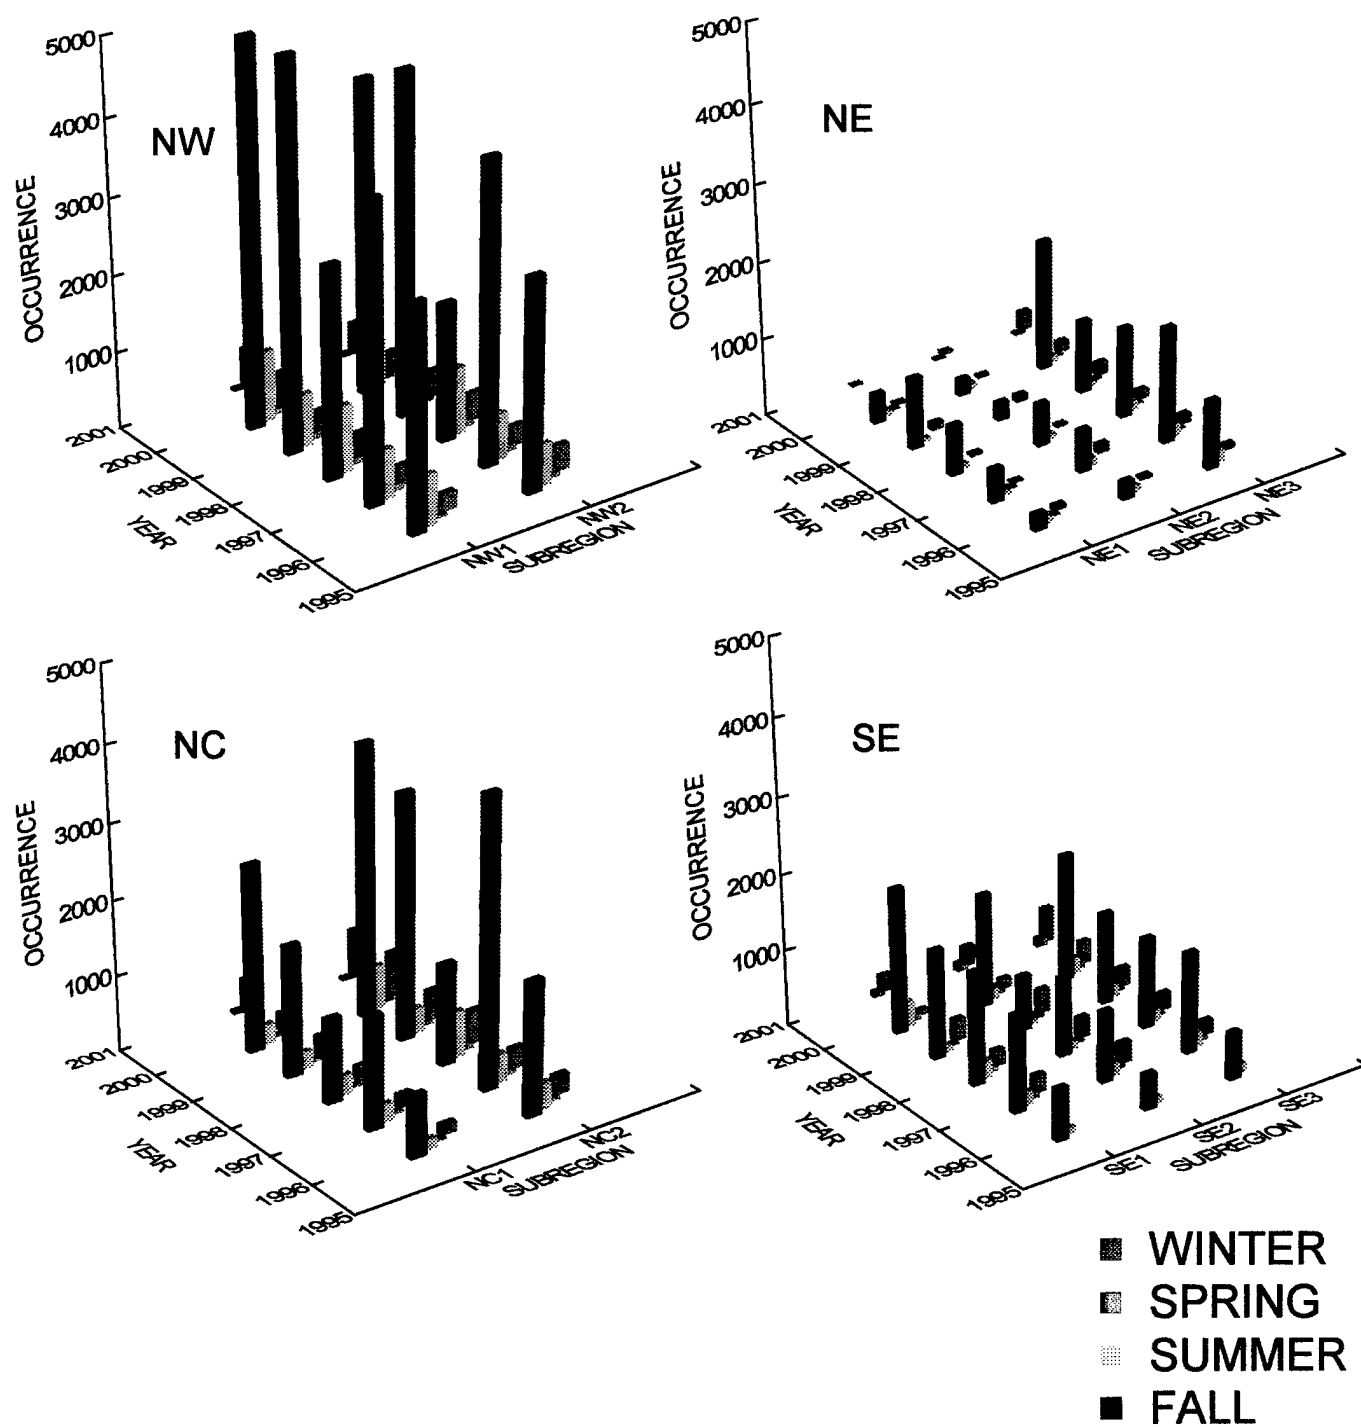 5000
4000
3000
2000
1000
OCCURRENCE
NW
2001
2000
1999
1998
1997
1996
1995
YEAR
NW1
NW2
SUBREGION
5000
4000
3000
2000
1000
OCCURRENCE
NE
2001
2000
1999
1998
1997
1996
1995
YEAR
NE1
NE2
NE3
SUBREGION
5000
4000
3000
2000
1000
OCCURRENCE
NC
2001
2000
1999
1998
1997
1996
1995
YEAR
NC1
NC2
SUBREGION
5000
4000
3000
2000
1000
OCCURRENCE
SE
2001
2000
1999
1998
1997
1996
1995
YEAR
SE1
SE2
SE3
SUBREGION
WINTER
SPRING
SUMMER
FALL